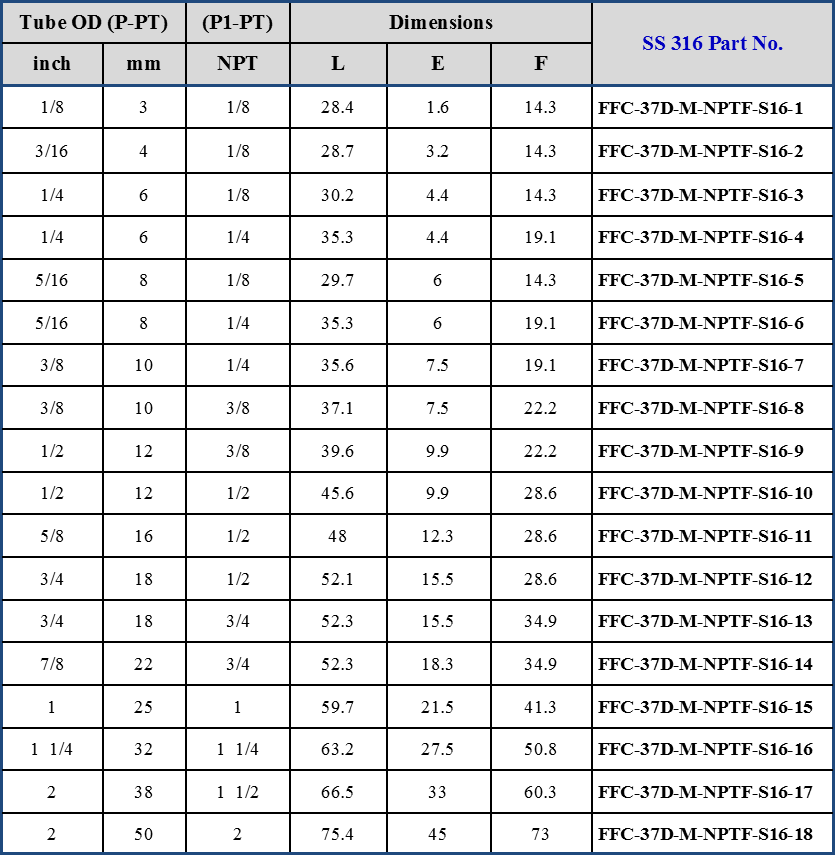 Tube OD (P-PT) (P1-PT) Dimensions SS 316 Part No.
inch mm NPT L E F
1/8 3 1/8 28.4 1.6 14.3 FFC-37D-M-NPTF-S16-1
3/16 4 1/8 28.7 3.2 14.3 FFC-37D-M-NPTF-S16-2
1/4 6 1/8 30.2 4.4 14.3 FFC-37D-M-NPTF-S16-3
1/4 6 1/4 35.3 4.4 19.1 FFC-37D-M-NPTF-S16-4
5/16 8 1/8 29.7 6 14.3 FFC-37D-M-NPTF-S16-5
5/16 8 1/4 35.3 6 19.1 FFC-37D-M-NPTF-S16-6
3/8 10 1/4 35.6 7.5 19.1 FFC-37D-M-NPTF-S16-7
3/8 10 3/8 37.1 7.5 22.2 FFC-37D-M-NPTF-S16-8
1/2 12 3/8 39.6 9.9 22.2 FFC-37D-M-NPTF-S16-9
1/2 12 1/2 45.6 9.9 28.6 FFC-37D-M-NPTF-S16-10
5/8 16 1/2 48 12.3 28.6 FFC-37D-M-NPTF-S16-11
3/4 18 1/2 52.1 15.5 28.6 FFC-37D-M-NPTF-S16-12
3/4 18 3/4 52.3 15.5 34.9 FFC-37D-M-NPTF-S16-13
7/8 22 3/4 52.3 18.3 34.9 FFC-37D-M-NPTF-S16-14
1 25 1 59.7 21.5 41.3 FFC-37D-M-NPTF-S16-15
1 1/4 32 1 1/4 63.2 27.5 50.8 FFC-37D-M-NPTF-S16-16
2 38 1 1/2 66.5 33 60.3 FFC-37D-M-NPTF-S16-17
2 50 2 75.4 45 73 FFC-37D-M-NPTF-S16-18